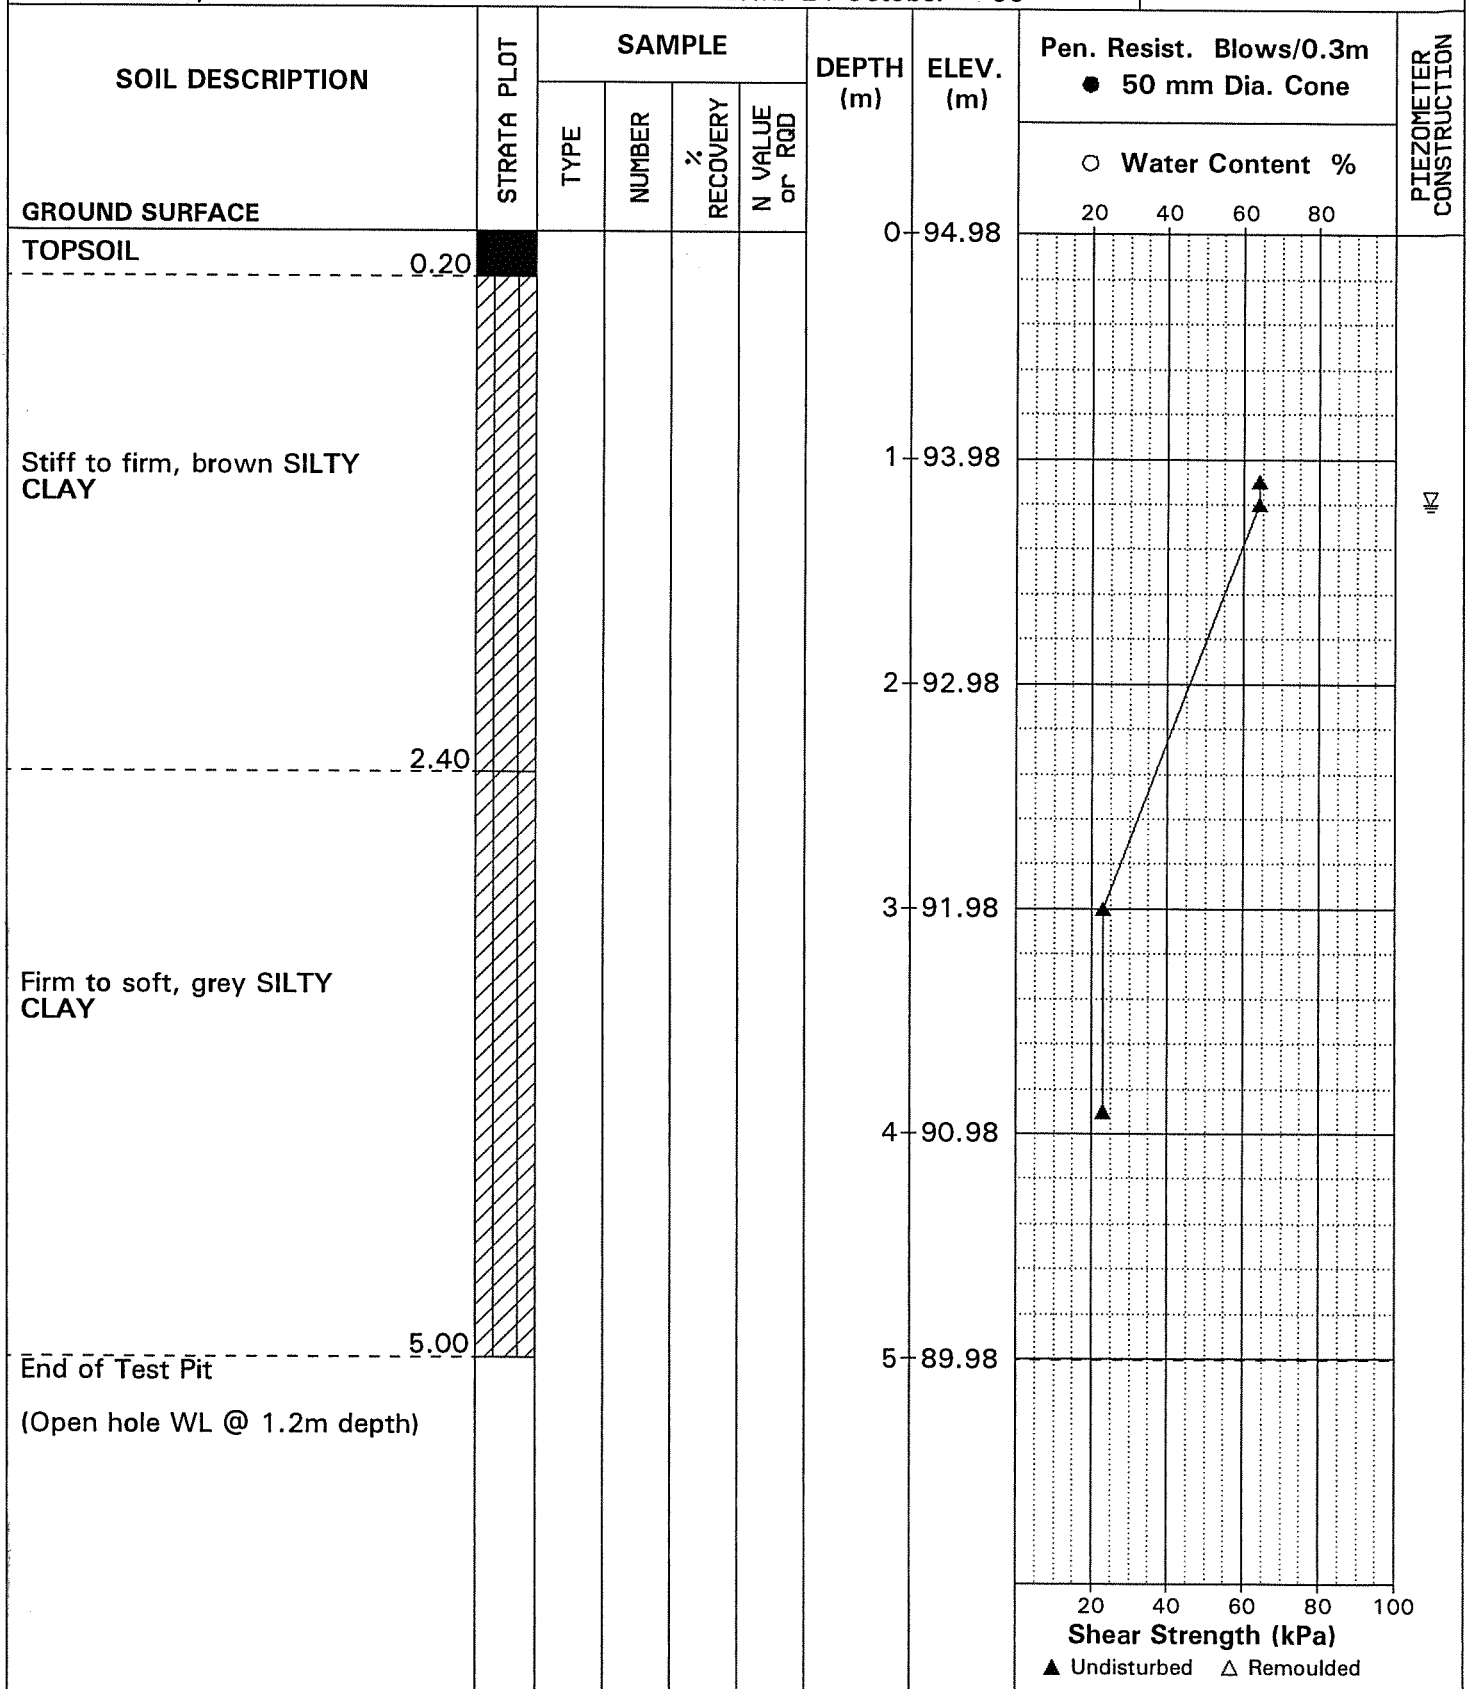 SOIL DESCRIPTION
GROUND SURFACE
STRATA PLOT
SAMPLE
TYPE
NUMBER
%
RECOVERY
N VALUE
or RQD
DEPTH
(m)
ELEV.
(m)
Pen. Resist. Blows/0.3m
● 50 mm Dia. Cone
○ Water Content %
20 40 60 80
PIEZOMETER
CONSTRUCTION
0 94.98
TOPSOIL
0.20
Stiff to firm, brown SILTY
CLAY
1 93.98
2 92.98
2.40
3 91.98
Firm to soft, grey SILTY
CLAY
4 90.98
5.00
5 89.98
End of Test Pit
(Open hole WL @ 1.2m depth)
20 40 60 80 100
Shear Strength (kPa)
▲ Undisturbed △ Remoulded